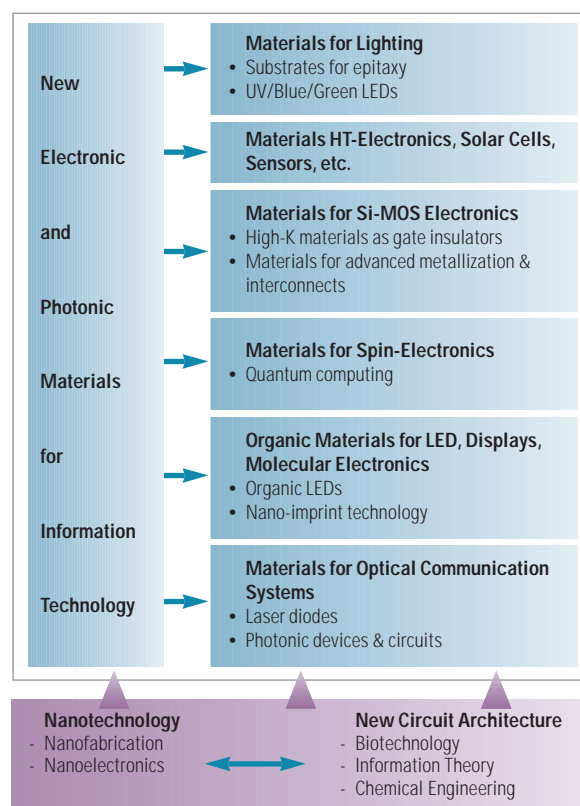 New
Electronic
and
Photonic
Materials
for
Information
Technology
Materials for Lighting
• Substrates for epitaxy
• UV/Blue/Green LEDs
Materials HT-Electronics, Solar Cells,
Sensors, etc.
Materials for Si-MOS Electronics
• High-K materials as gate insulators
• Materials for advanced metallization &
interconnects
Materials for Spin-Electronics
• Quantum computing
Organic Materials for LED, Displays,
Molecular Electronics
• Organic LEDs
• Nano-imprint technology
Materials for Optical Communication
Systems
• Laser diodes
• Photonic devices & circuits
Nanotechnology
- Nanofabrication
- Nanoelectronics
New Circuit Architecture
- Biotechnology
- Information Theory
- Chemical Engineering